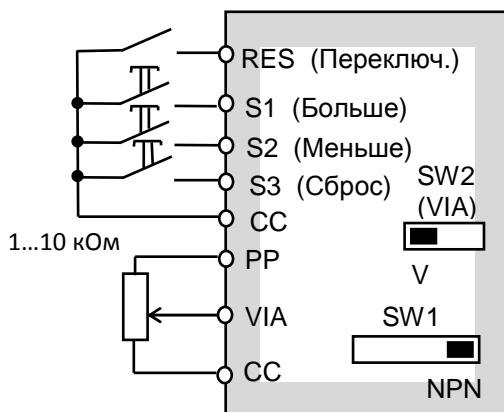 RES (Переключ.)
S1 (Больше)
S2 (Меньше)
S3 (Сброс)
SW2
(VIA)
CC
1...10 кОм
PP
V
VIA
SW1
CC
NPN